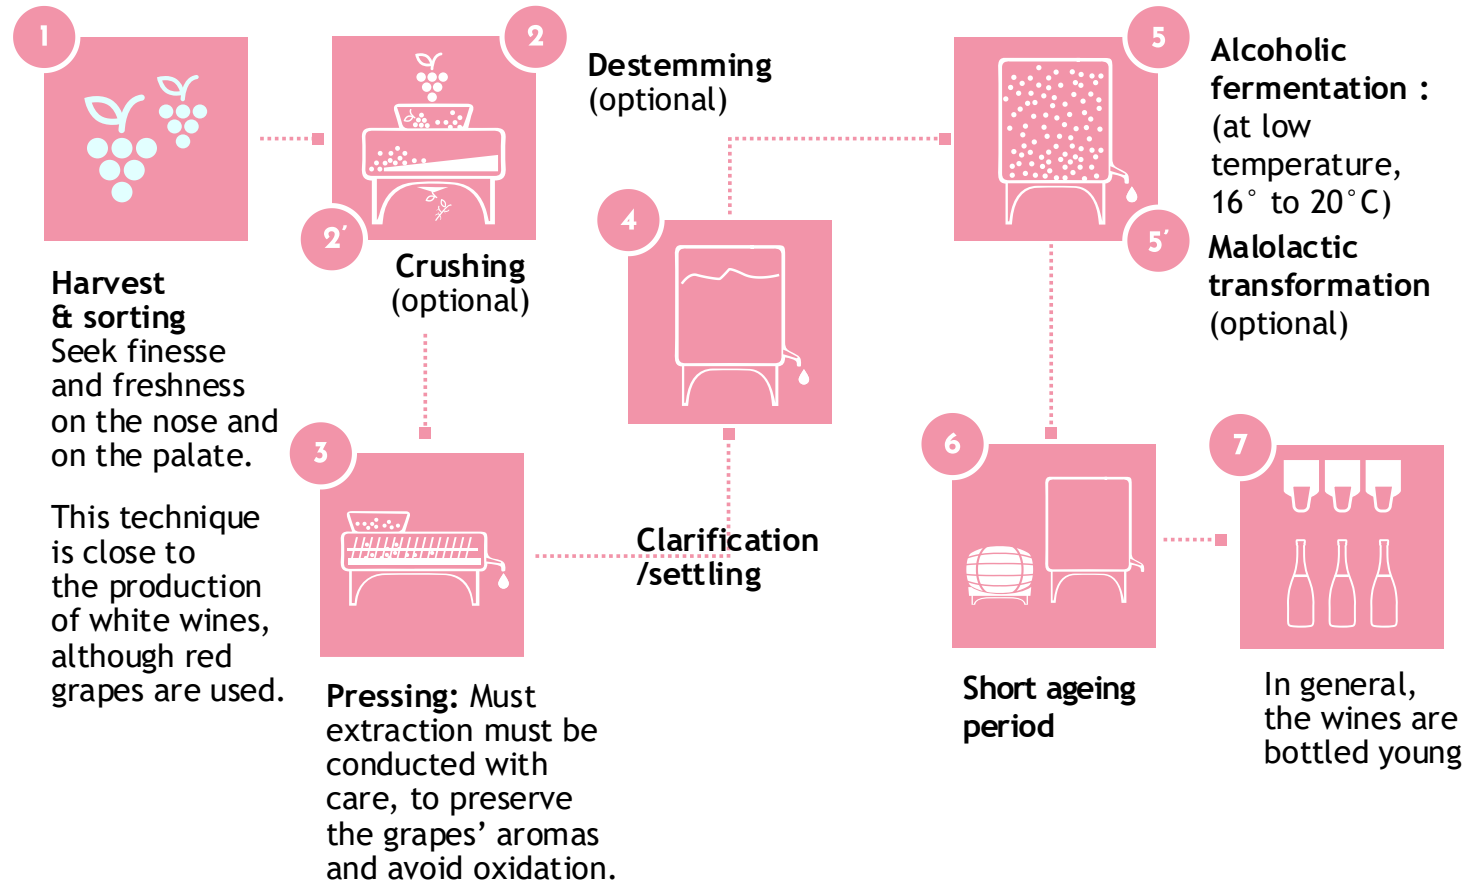 1
Harvest
& sorting
Seek finesse
and freshness
on the nose and
on the palate.
This technique
is close to
the production
of white wines,
although red
grapes are used.
2
Destemming
(optional)
2′
Crushing
(optional)
3
Pressing: Must
extraction must be
conducted with
care, to preserve
the grapes’ aromas
and avoid oxidation.
4
Clarification
/settling
5
Alcoholic
fermentation :
(at low
temperature,
16° to 20°C)
5′
Malolactic
transformation
(optional)
6
Short ageing
period
7
In general,
the wines are
bottled young